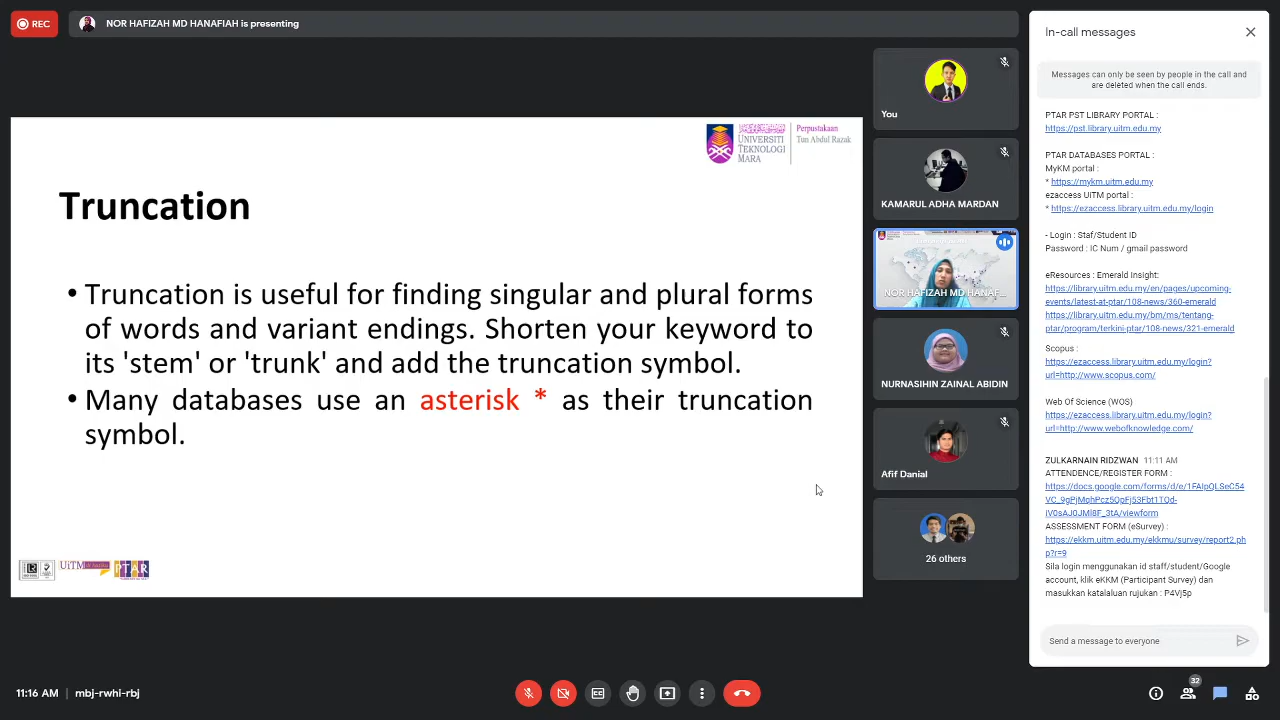 REC
NOR HAFIZAH MD HANAFIAH is presenting
UNIVERSITI
TEKNOLOGI
MARA
Perpustakaan
Tun Abdul Razak
Truncation
• Truncation is useful for finding singular and plural forms
of words and variant endings. Shorten your keyword to
its 'stem' or 'trunk' and add the truncation symbol.
• Many databases use an asterisk * as their truncation
symbol.
UiTM
PTAR
You
KAMARUL ADHA MARDAN
NOR HAFIZAH MD HANAF...
NURNASIHIN ZAINAL ABIDIN
Afif Danial
26 others
In-call messages
Messages can only be seen by people in the call and
are deleted when the call ends.
PTAR PST LIBRARY PORTAL :
https://pst.library.uitm.edu.my
PTAR DATABASES PORTAL :
MyKM portal :
* https://mykm.uitm.edu.my
ezaccess UiTM portal :
* https://ezaccess.library.uitm.edu.my/login
- Login : Staf/Student ID
Password : IC Num / gmail password
eResources : Emerald Insight:
https://library.uitm.edu.my/en/pages/upcoming-
events/latest-at-ptar/108-news/360-emerald
https://library.uitm.edu.my/bm/ms/tentang-
ptar/program/terkini-ptar/108-news/321-emerald
Scopus :
https://ezaccess.library.uitm.edu.my/login?
url=http://www.scopus.com/
Web Of Science (WOS)
https://ezaccess.library.uitm.edu.my/login?
url=http://www.webofknowledge.com/
ZULKARNAIN RIDZWAN 11:11 AM
ATTENDENCE/REGISTER FORM :
https://docs.google.com/forms/d/e/1FAIpQLSeC54
VC_9gPjMqhPcz5QpFj53Fbt1TQd-
iV0sAJ0JMl8F_3tA/viewform
ASSESSMENT FORM (eSurvey) :
https://ekkm.uitm.edu.my/ekkmu/survey/report2.ph
p?r=9
Sila login menggunakan id staff/student/Google
account, klik eKKM (Participant Survey) dan
masukkan katalaluan rujukan : P4Vj5p
Send a message to everyone
11:16 AM | mbj-rwhi-rbj
32